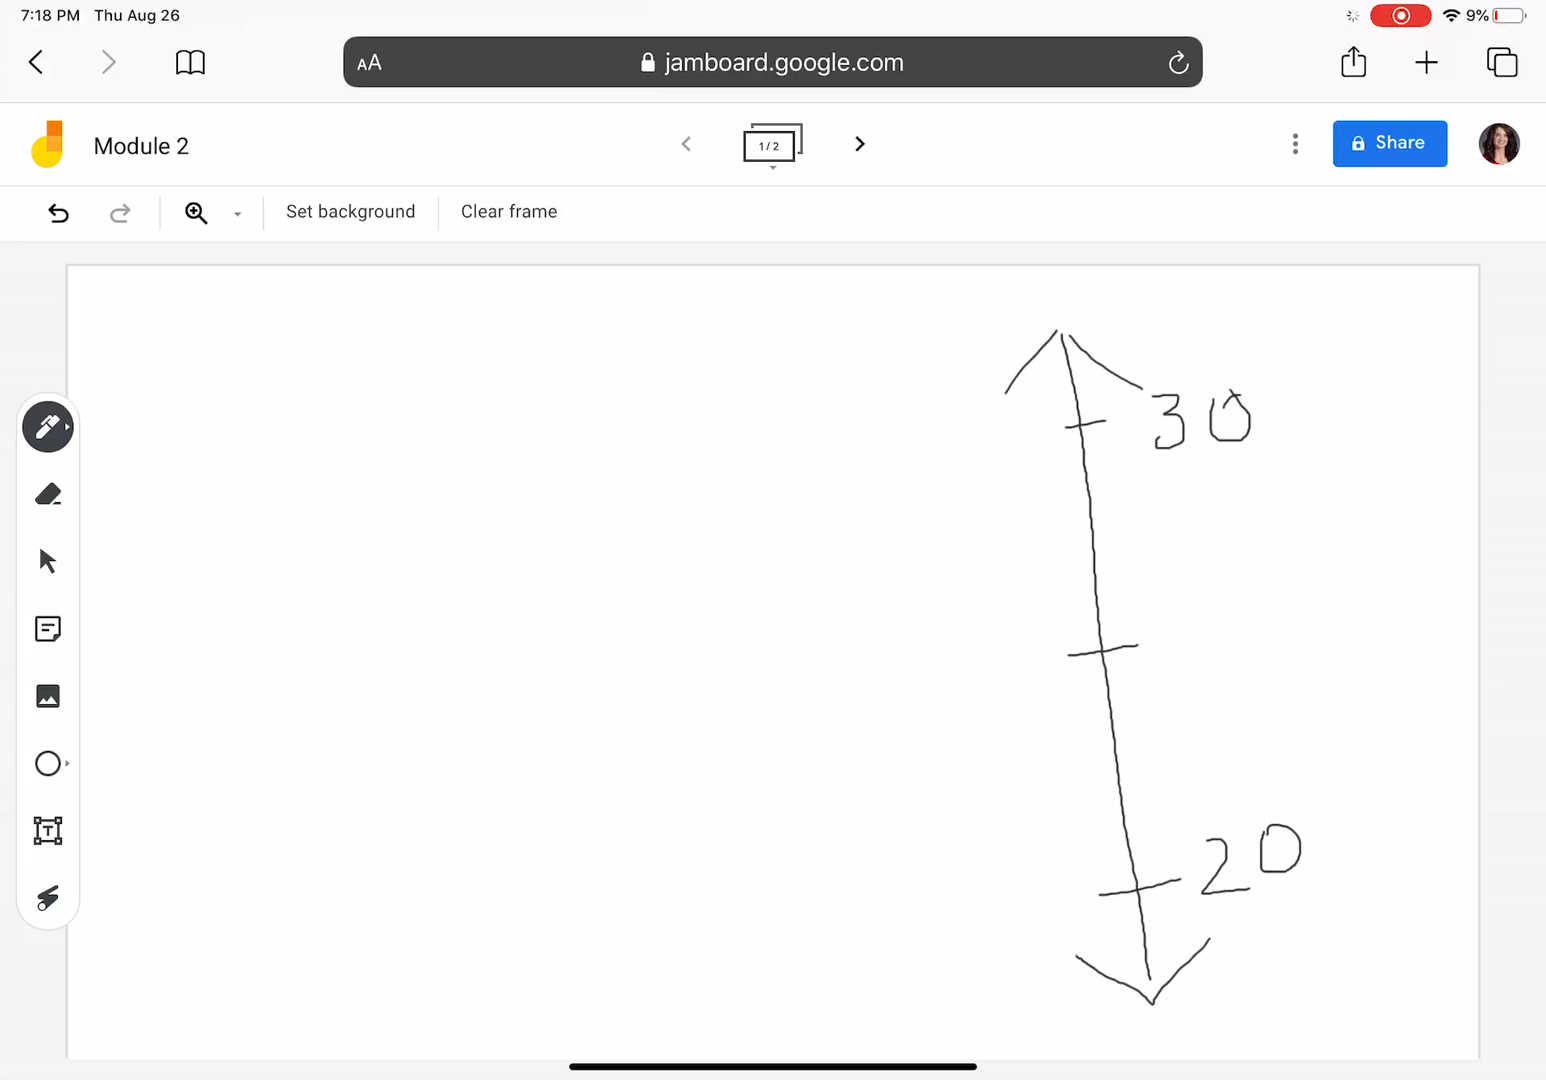 7:18 PM Thu Aug 26
9%
AA jamboard.google.com
Module 2
1 / 2
Share
Set background Clear frame
30
20